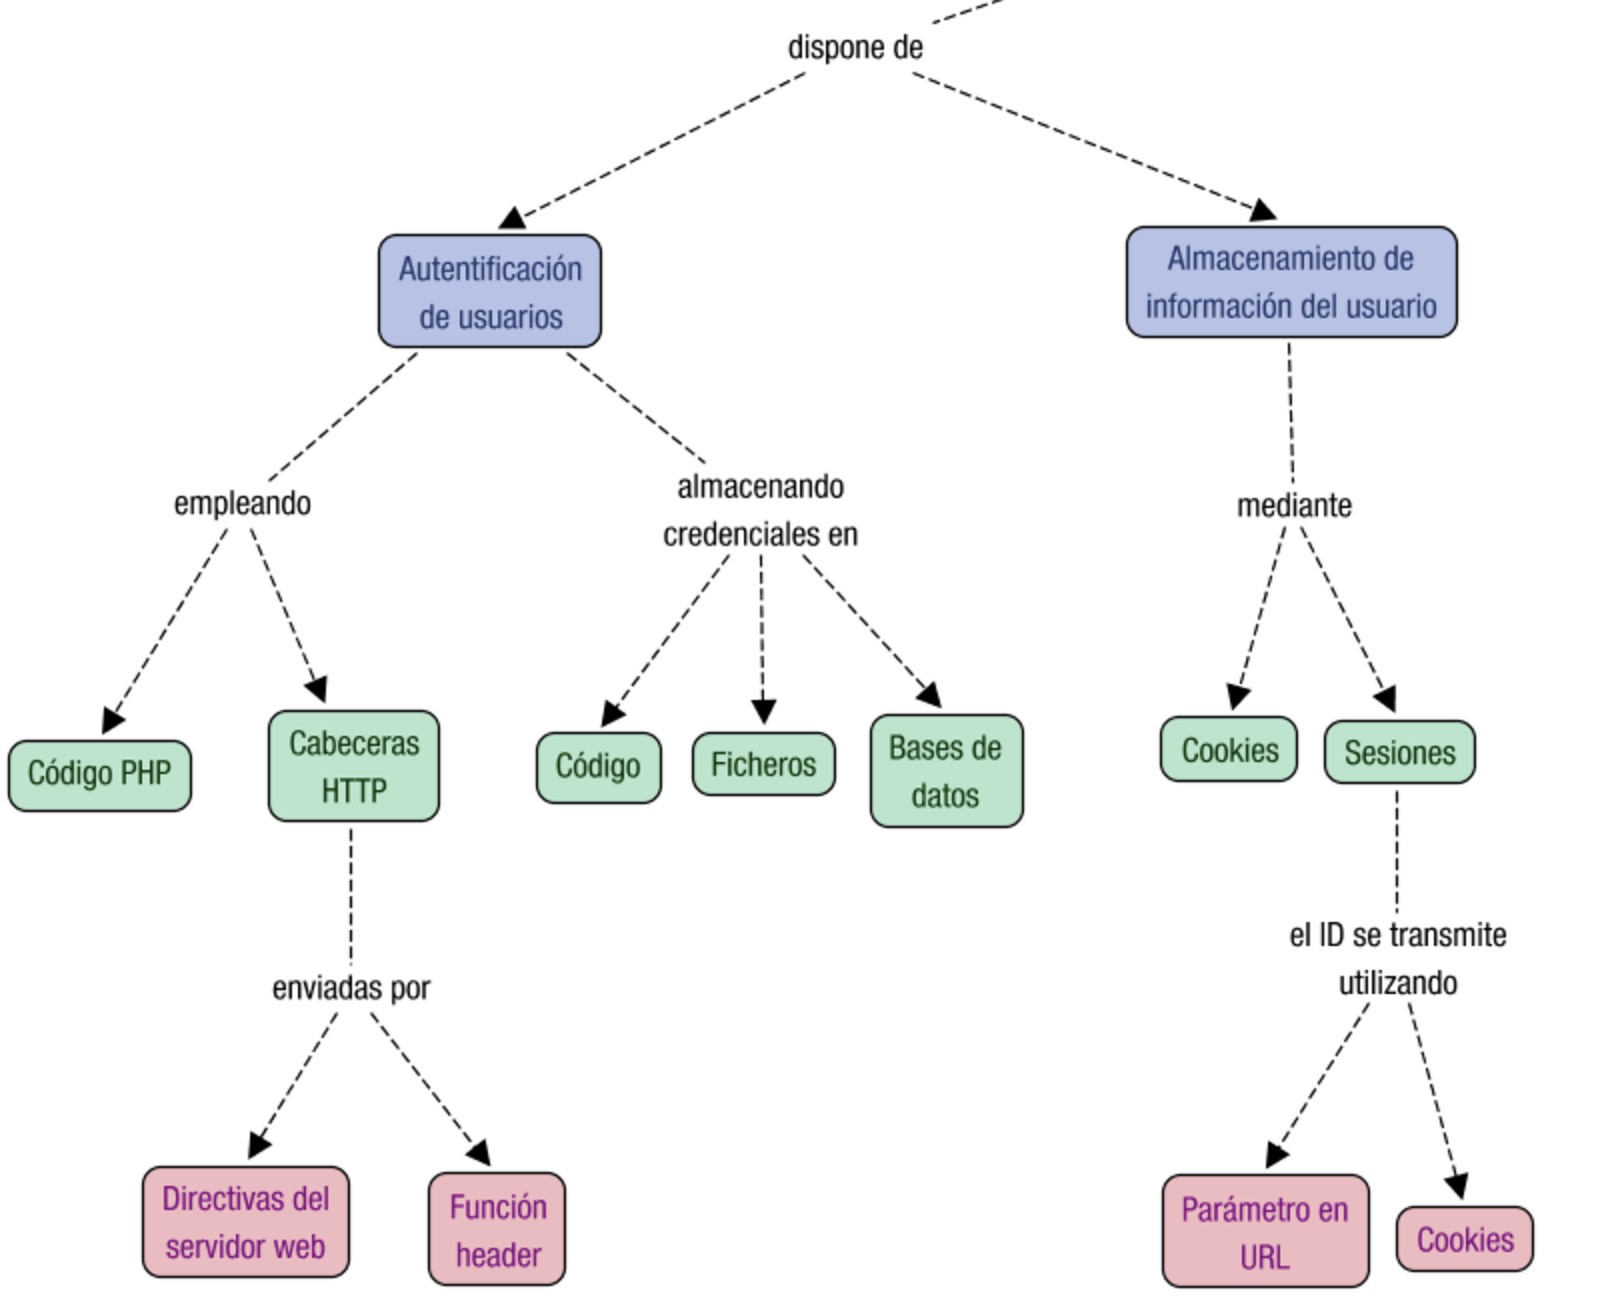 dispone de
Autentificación
de usuarios
Almacenamiento de
información del usuario
empleando
almacenando
credenciales en
mediante
Código PHP
Cabeceras
HTTP
Código
Ficheros
Bases de
datos
Cookies
Sesiones
enviadas por
el ID se transmite
utilizando
Directivas del
servidor web
Función
header
Parámetro en
URL
Cookies